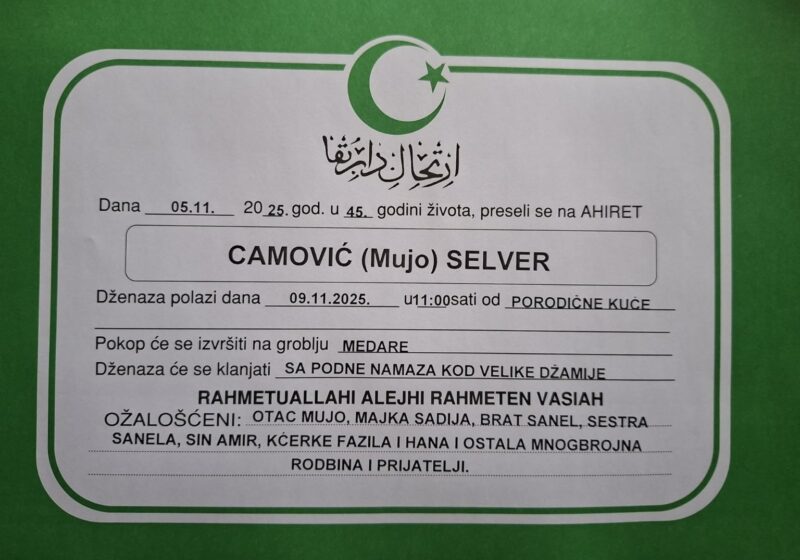 ارتحال دار بقا
Dana 05.11. 20 25. god. u 45. godini života, preseli se na AHIRET
CAMOVIĆ (Mujo) SELVER
Dženaza polazi dana 09.11.2025. u 11:00 sati od PORODIČNE KUĆE
Pokop će se izvršiti na groblju MEDARE
Dženaza će se klanjati SA PODNE NAMAZA KOD VELIKE DŽAMIJE
RAHMETUALLAHI ALEJHI RAHMETEN VASIAH
OŽALOŠĆENI: OTAC MUJO, MAJKA SADIJA, BRAT SANEL, SESTRA
SANELA, SIN AMIR, KĆERKE FAZILA I HANA I OSTALA MNOGBROJNA
RODBINA I PRIJATELJI.